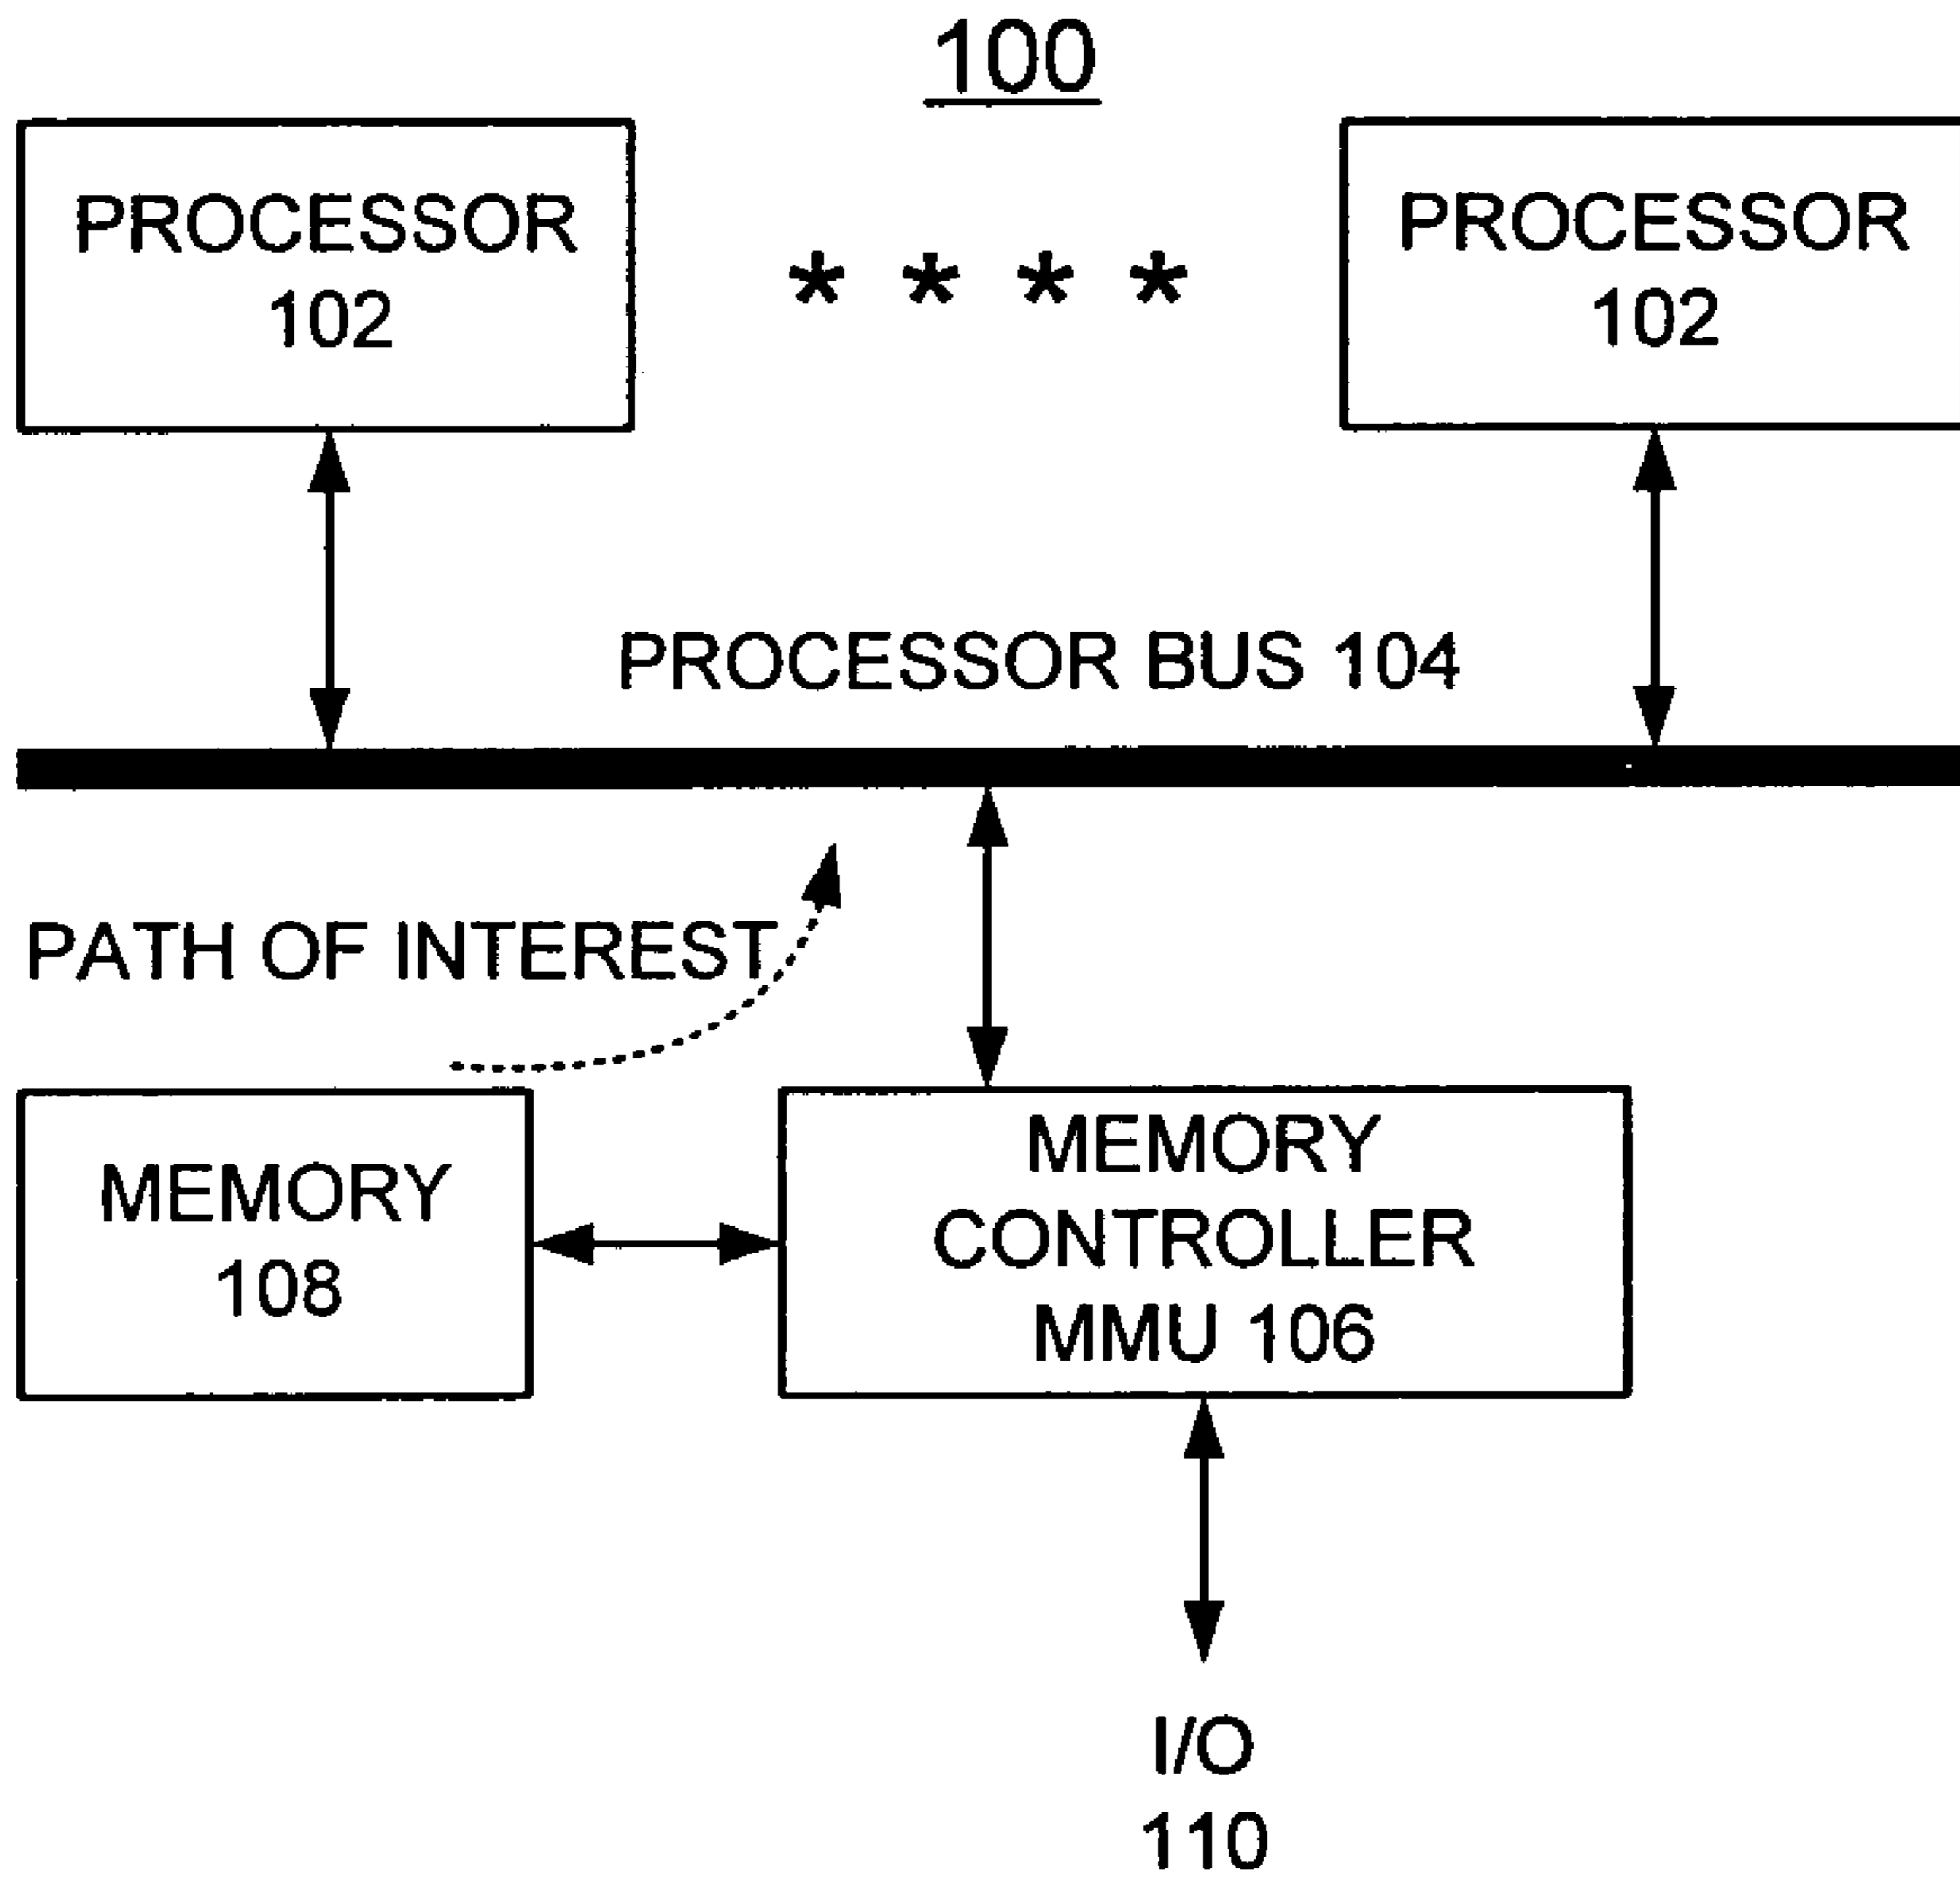 100
PROCESSOR
102
* * * *
PROCESSOR
102
PROCESSOR BUS 104
PATH OF INTEREST
MEMORY
108
MEMORY
CONTROLLER
MMU 106
I/O
110